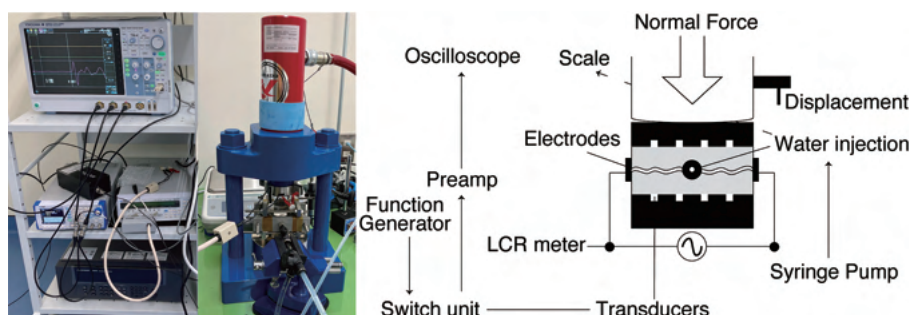 Normal Force
Oscilloscope
Scale
Displacement
Electrodes
Water injection
Preamp
Function
Generator
LCR meter
Syringe Pump
Switch unit
Transducers